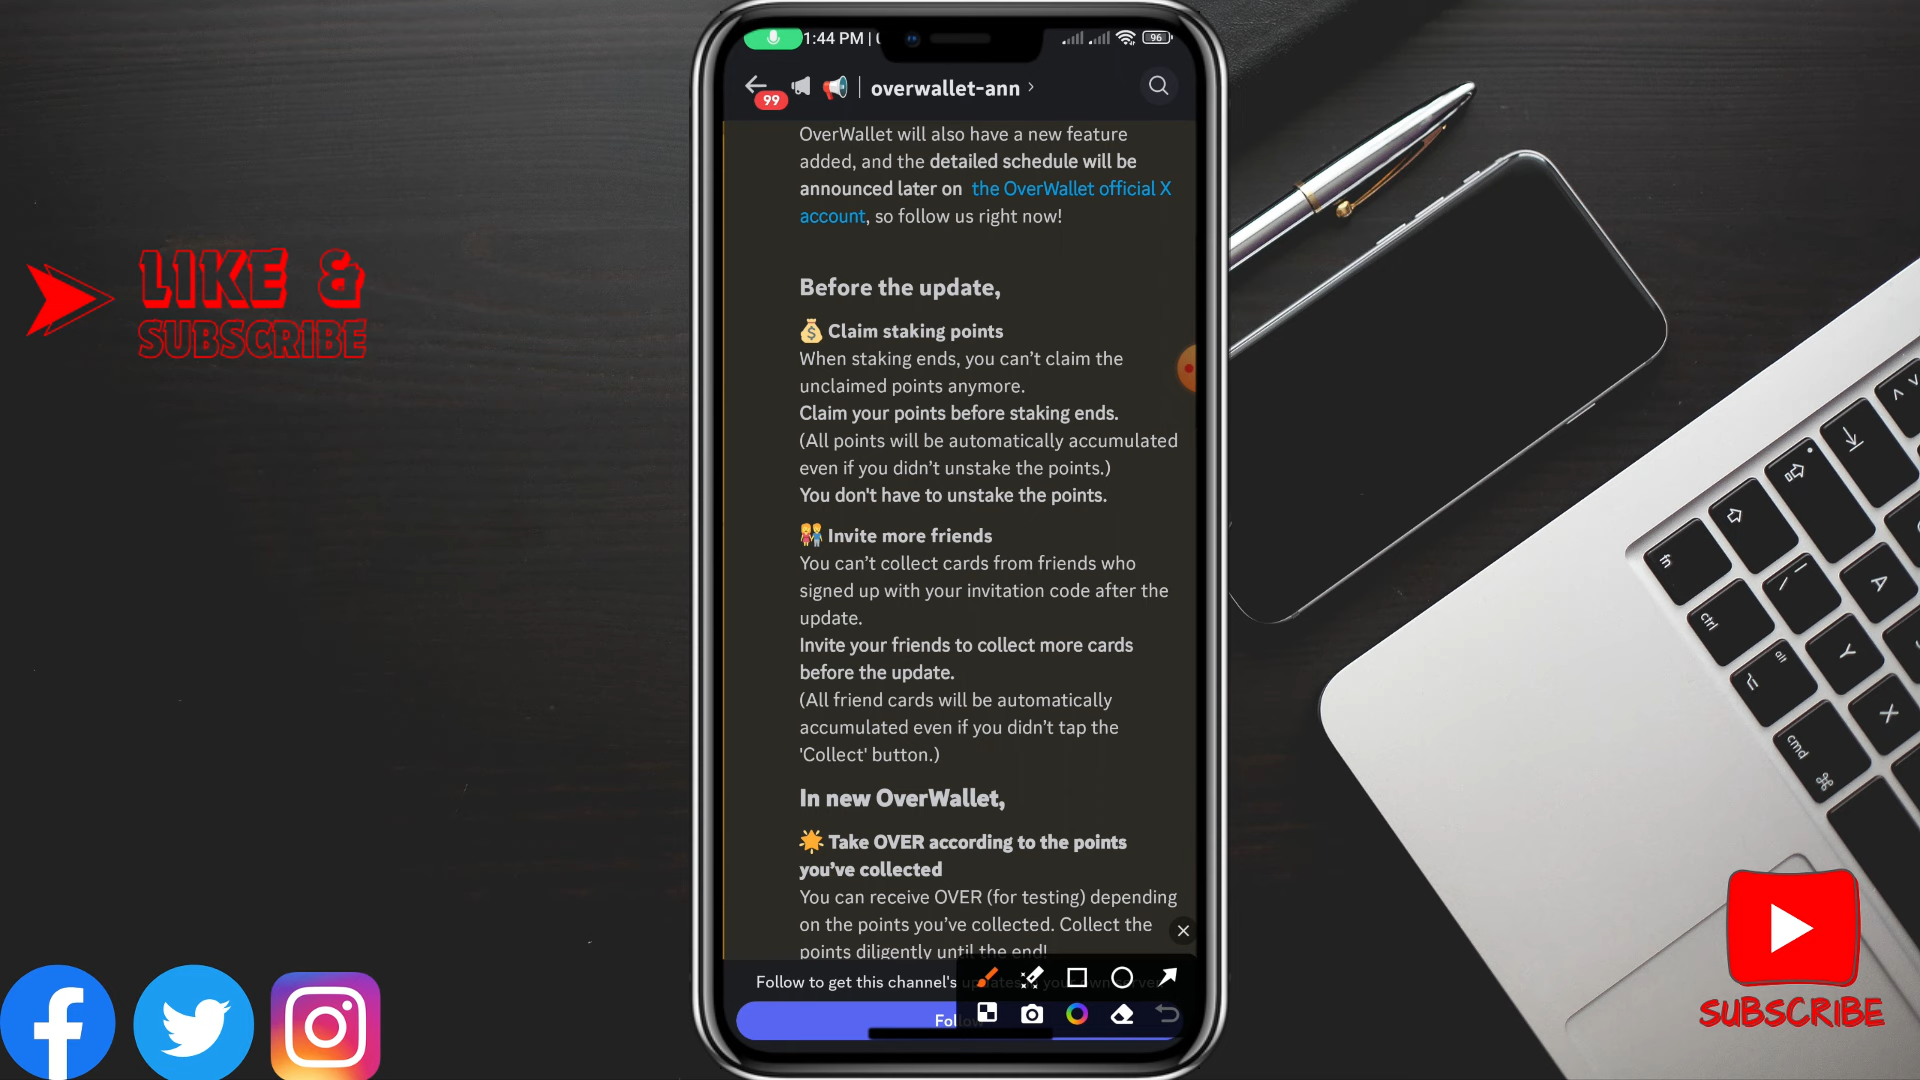 1:44 PM |
96
99
| overwallet-ann
OverWallet will also have a new feature
added, and the detailed schedule will be
announced later on the OverWallet official X
account, so follow us right now!
Before the update,
Claim staking points
When staking ends, you can’t claim the
unclaimed points anymore.
Claim your points before staking ends.
(All points will be automatically accumulated
even if you didn’t unstake the points.)
You don't have to unstake the points.
Invite more friends
You can’t collect cards from friends who
signed up with your invitation code after the
update.
Invite your friends to collect more cards
before the update.
(All friend cards will be automatically
accumulated even if you didn’t tap the
'Collect' button.)
In new OverWallet,
Take OVER according to the points
you’ve collected
You can receive OVER (for testing) depending
on the points you’ve collected. Collect the
points diligently until the end!
Follow to get this channel's
LIKE &
SUBSCRIBE
SUBSCRIBE
fn
ctrl
alt
cmd
A
Y
X